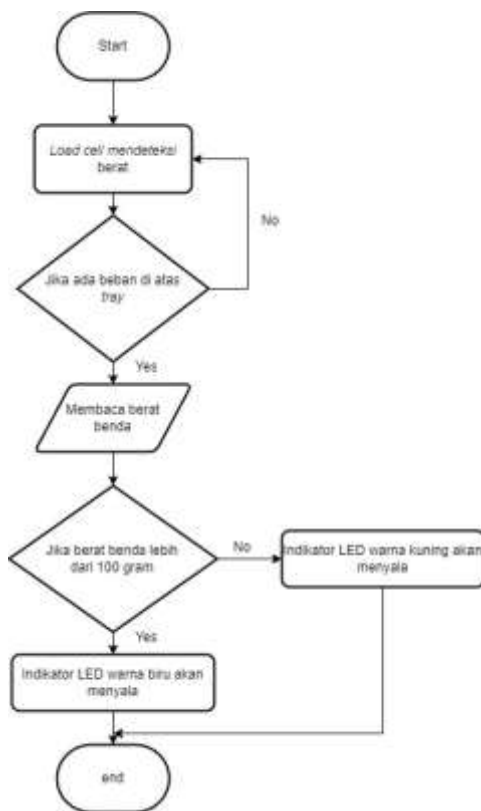 Start
Load cell mendeteksi
berat
No
Jika ada beban di atas
tray
Yes
Membaca berat
benda
Jika berat benda lebih
dari 100 gram
No
Indikator LED warna kuning akan
menyala
Yes
Indikator LED warna biru akan
menyala
end